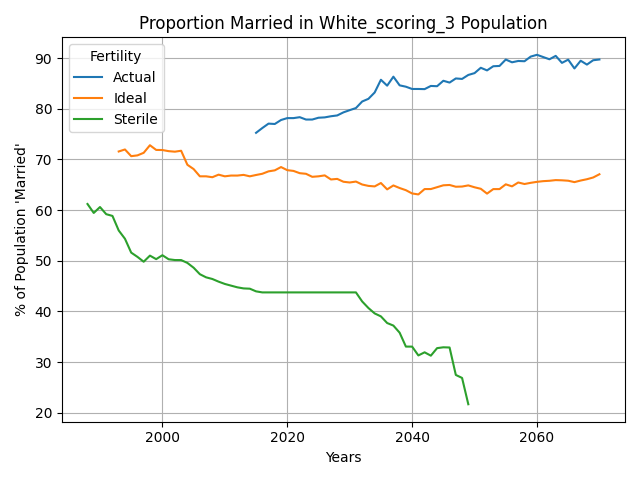 Proportion Married in White_scoring_3 Population
Fertility
Actual
Ideal
Sterile
% of Population 'Married'
90
80
70
60
50
40
30
20
2000
2020
2040
2060
Years